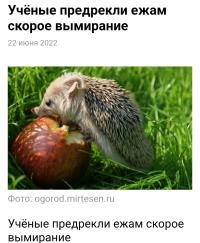 Учёные предрекли ежам
скорое вымирание
22 июня 2022
Фото: ogorod.mirtesen.ru
Учёные предрекли ежам скорое
вымирание